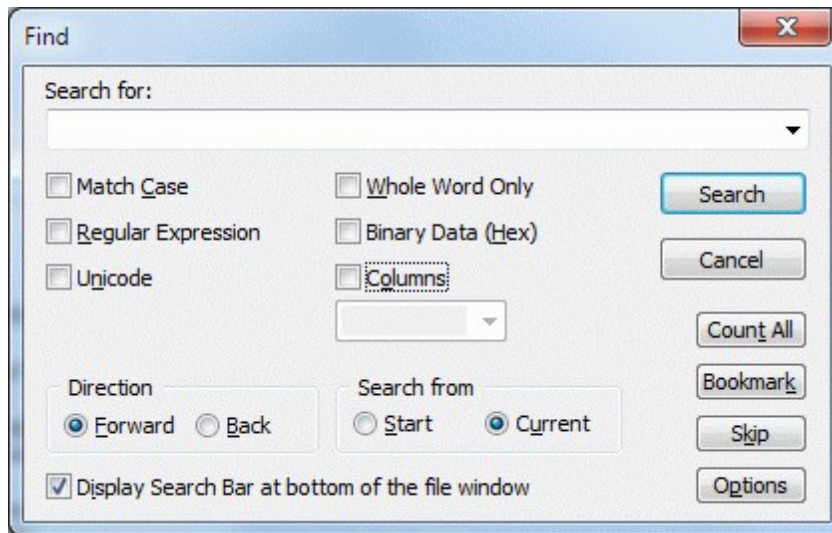 Find
Search for:
Match Case
Whole Word Only
Search
Regular Expression
Binary Data (Hex)
Cancel
Unicode
Columns
Count All
Direction
Search from
Bookmark
Forward
Back
Start
Current
Skip
Display Search Bar at bottom of the file window
Options